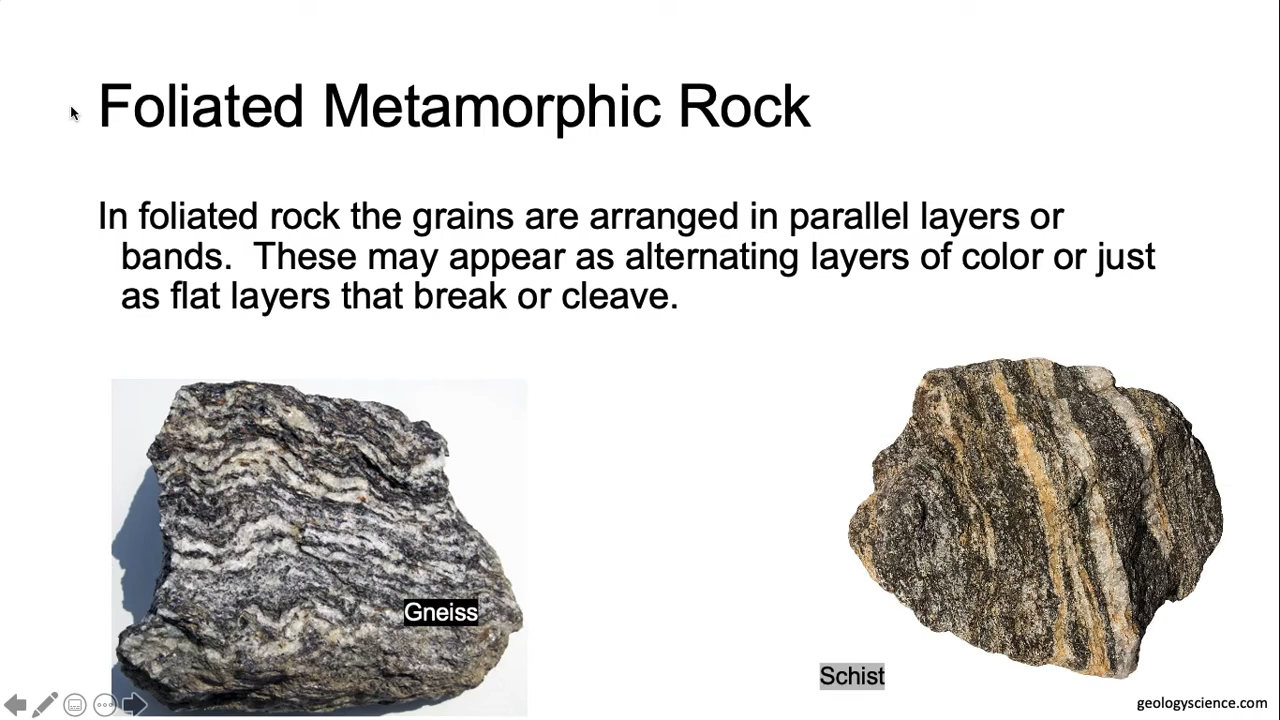 Foliated Metamorphic Rock
In foliated rock the grains are arranged in parallel layers or
bands.  These may appear as alternating layers of color or just
as flat layers that break or cleave.
Gneiss
Schist
geologyscience.com